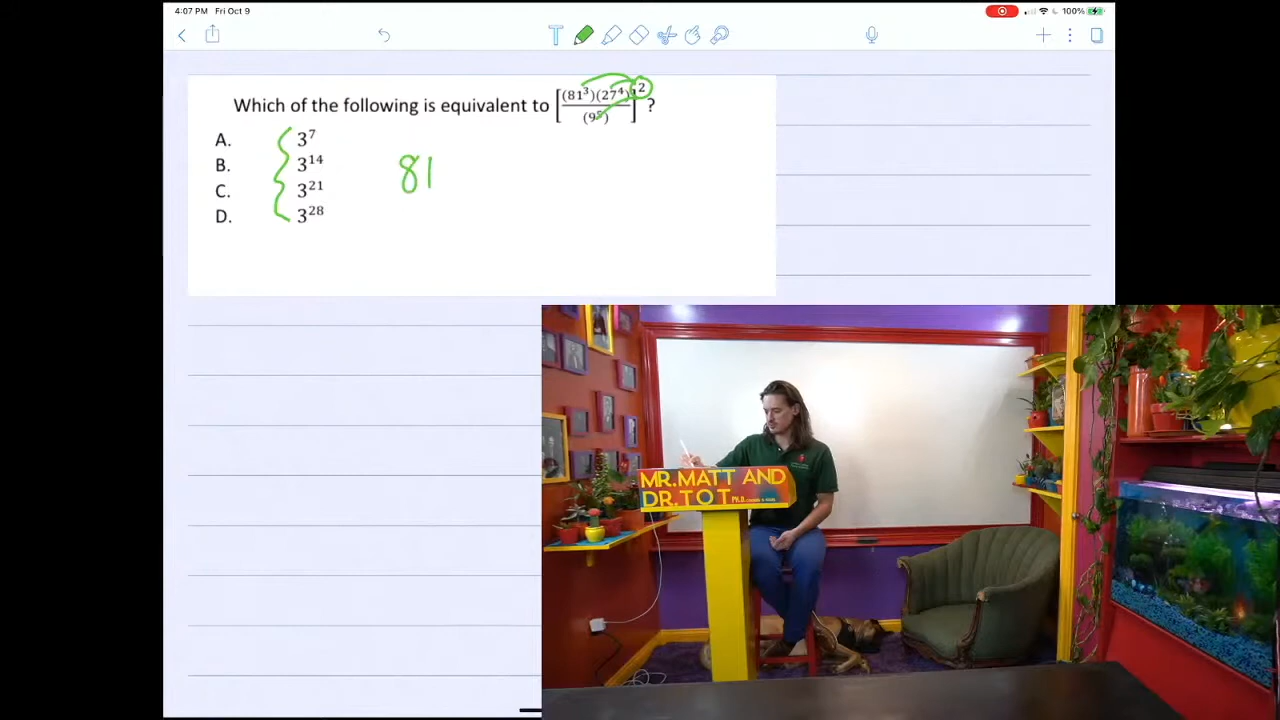 4:07 PM Fri Oct 9
100%
T
Which of the following is equivalent to [(81³)(27⁴)/(9⁵)]² ?
A. 3⁷
B. 3¹⁴
C. 3²¹
D. 3²⁸
81
MR.MATT AND
DR.TOT PH.D.